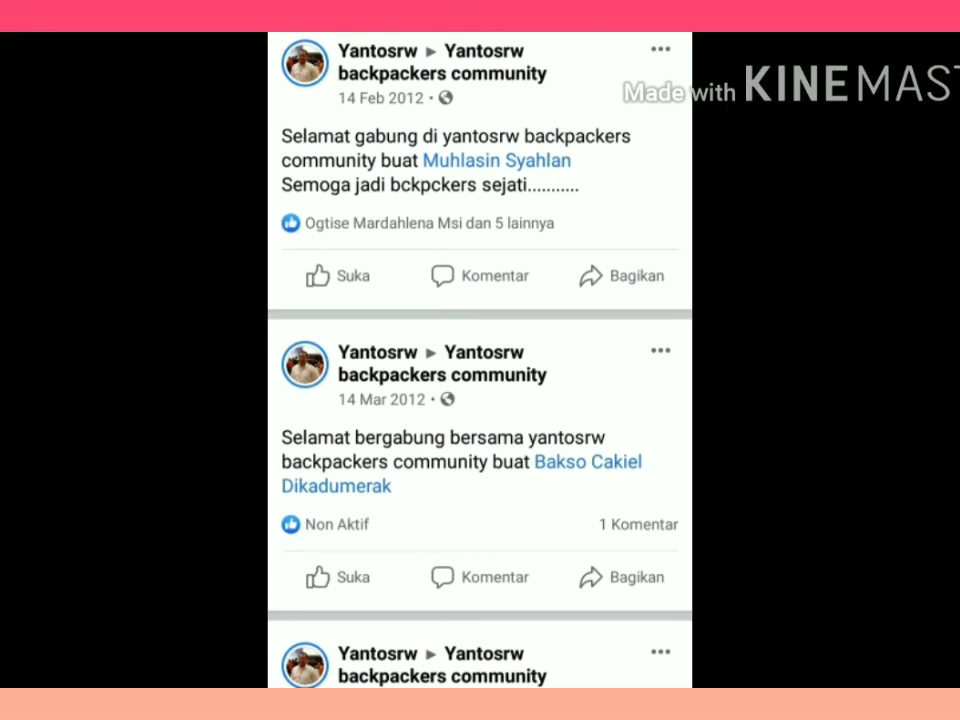 Yantosrw ► Yantosrw
backpackers community
14 Feb 2012 •
Made with KINEMAST
Selamat gabung di yantosrw backpackers
community buat Muhlasin Syahlan
Semoga jadi bckpckers sejati...........
Ogtise Mardahlena Msi dan 5 lainnya
Suka Komentar Bagikan
Yantosrw ► Yantosrw
backpackers community
14 Mar 2012 •
Selamat bergabung bersama yantosrw
backpackers community buat Bakso Cakiel
Dikadumerak
Non Aktif 1 Komentar
Suka Komentar Bagikan
Yantosrw ► Yantosrw
backpackers community